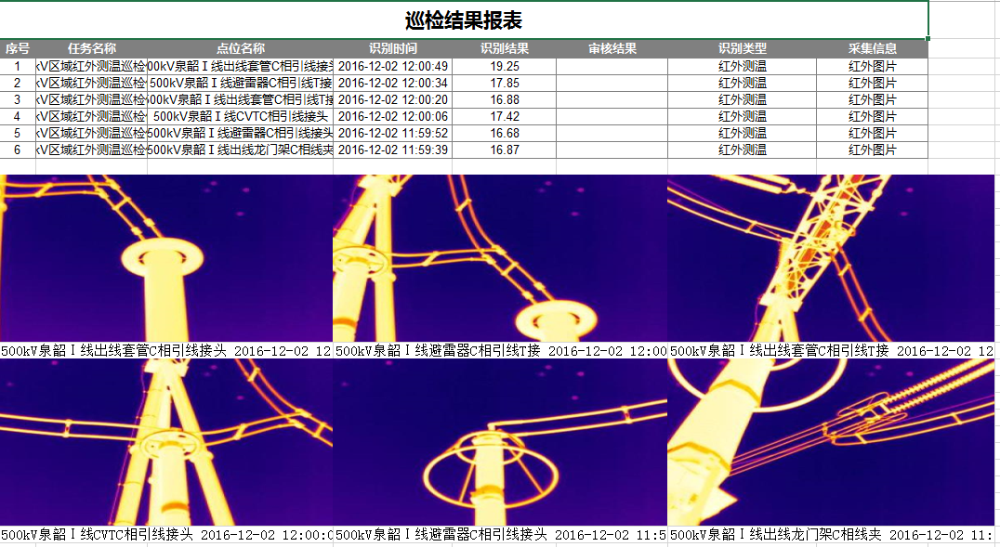 巡检结果报表
序号 任务名称 点位名称 识别时间 识别结果 审核结果 识别类型 采集信息
1 kV区域红外测温巡检 00kV泉韶Ⅰ线出线套管C相引线接头 2016-12-02 12:00:49 19.25 红外测温 红外图片
2 kV区域红外测温巡检 500kV泉韶Ⅰ线避雷器C相引线T接 2016-12-02 12:00:34 17.85 红外测温 红外图片
3 kV区域红外测温巡检 500kV泉韶Ⅰ线出线套管C相引线T接 2016-12-02 12:00:20 16.88 红外测温 红外图片
4 kV区域红外测温巡检 500kV泉韶Ⅰ线CVTC相引线接头 2016-12-02 12:00:06 17.42 红外测温 红外图片
5 kV区域红外测温巡检 500kV泉韶Ⅰ线避雷器C相引线接头 2016-12-02 11:59:52 16.68 红外测温 红外图片
6 kV区域红外测温巡检 500kV泉韶Ⅰ线出线龙门架C相线夹 2016-12-02 11:59:39 16.87 红外测温 红外图片
500kV泉韶Ⅰ线出线套管C相引线接头 2016-12-02 12
500kV泉韶Ⅰ线避雷器C相引线T接 2016-12-02 12:00
500kV泉韶Ⅰ线出线套管C相引线T接 2016-12-02 12
500kV泉韶Ⅰ线CVTC相引线接头 2016-12-02 12:00:0
500kV泉韶Ⅰ线避雷器C相引线接头 2016-12-02 11:5
500kV泉韶Ⅰ线出线龙门架C相线夹 2016-12-02 11: